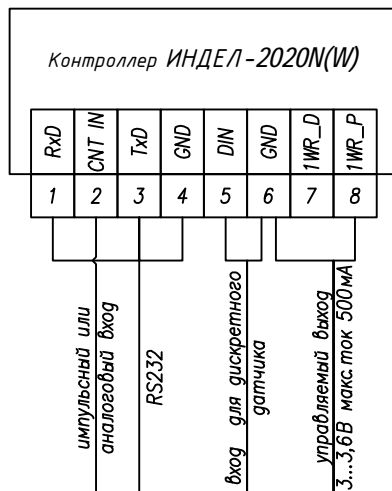 Контроллер ИНДЕЛ-2020N(W)
RxD
CNT IN
TxD
GND
DIN
GND
1WR_D
1WR_P
1 2 3 4 5 6 7 8
импульсный или
аналоговый вход
RS232
вход для дискретного
датчика
управляемый выход
3...3,6В макс.ток 500мА